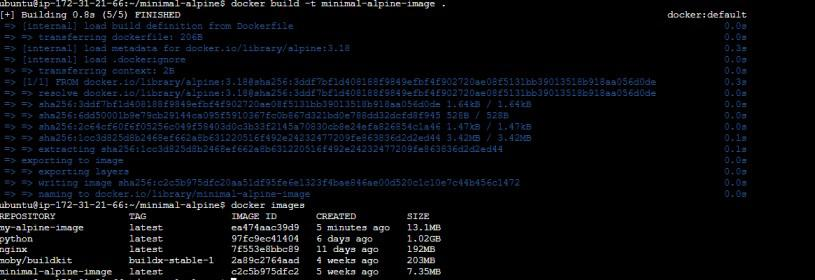 ubuntu@ip-172-31-21-66:~/minimal-alpine$ docker build -t minimal-alpine-image .
[+] Building 0.8s (5/5) FINISHED docker:default
=> [internal] load build definition from Dockerfile 0.0s
=> => transferring dockerfile: 206B 0.0s
=> [internal] load metadata for docker.io/library/alpine:3.18 0.3s
=> [internal] load .dockerignore 0.0s
=> => transferring context: 2B 0.0s
=> [1/1] FROM docker.io/library/alpine:3.18@sha256:3ddf7bf1d408188f9849efbf4f902720ae08f5131bb39013518b918aa056d0de 0.3s
=> => resolve docker.io/library/alpine:3.18@sha256:3ddf7bf1d408188f9849efbf4f902720ae08f5131bb39013518b918aa056d0de 0.0s
=> => sha256:3ddf7bf1d408188f9849efbf4f902720ae08f5131bb39013518b918aa056d0de 1.64kB / 1.64kB 0.0s
=> => sha256:6dd50001b9e79cb29144ca095f5910367fc0b867d321bd0e788dd32dcfd8f945 528B / 528B 0.0s
=> => sha256:2c64cf60f6f05256c049f58403d0c3b33f2145a70830cb8e24efa826854c1a46 1.47kB / 1.47kB 0.0s
=> => sha256:1cc3d825d8b2468ef662a8b631220516f492e24232477209fe863836d2d2ed44 3.42MB / 3.42MB 0.1s
=> => extracting sha256:1cc3d825d8b2468ef662a8b631220516f492e24232477209fe863836d2d2ed44 0.1s
=> exporting to image 0.0s
=> => exporting layers 0.0s
=> => writing image sha256:c2c5b975dfc20aa51df95fe6e1323f4bae846ae00d520c1c10e7c44b456c1472 0.0s
=> => naming to docker.io/library/minimal-alpine-image 0.0s
ubuntu@ip-172-31-21-66:~/minimal-alpine$ docker images
REPOSITORY TAG IMAGE ID CREATED SIZE
my-alpine-image latest ea474aac39d9 5 minutes ago 13.1MB
python latest 97fc9ec41404 6 days ago 1.02GB
nginx latest 7f553e8bbc89 11 days ago 192MB
moby/buildkit buildx-stable-1 2a89c2764aad 4 weeks ago 203MB
minimal-alpine-image latest c2c5b975dfc2 5 weeks ago 7.35MB